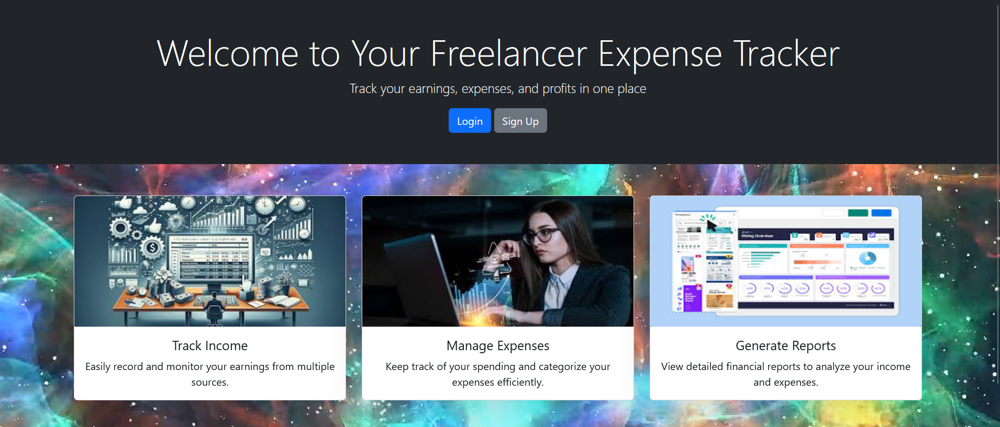 Welcome to Your Freelancer Expense Tracker
Track your earnings, expenses, and profits in one place
Login
Sign Up
Templates
Hiring Overview
Track Income
Easily record and monitor your earnings from multiple
sources.
Manage Expenses
Keep track of your spending and categorize your
expenses efficiently.
Generate Reports
View detailed financial reports to analyze your income
and expenses.